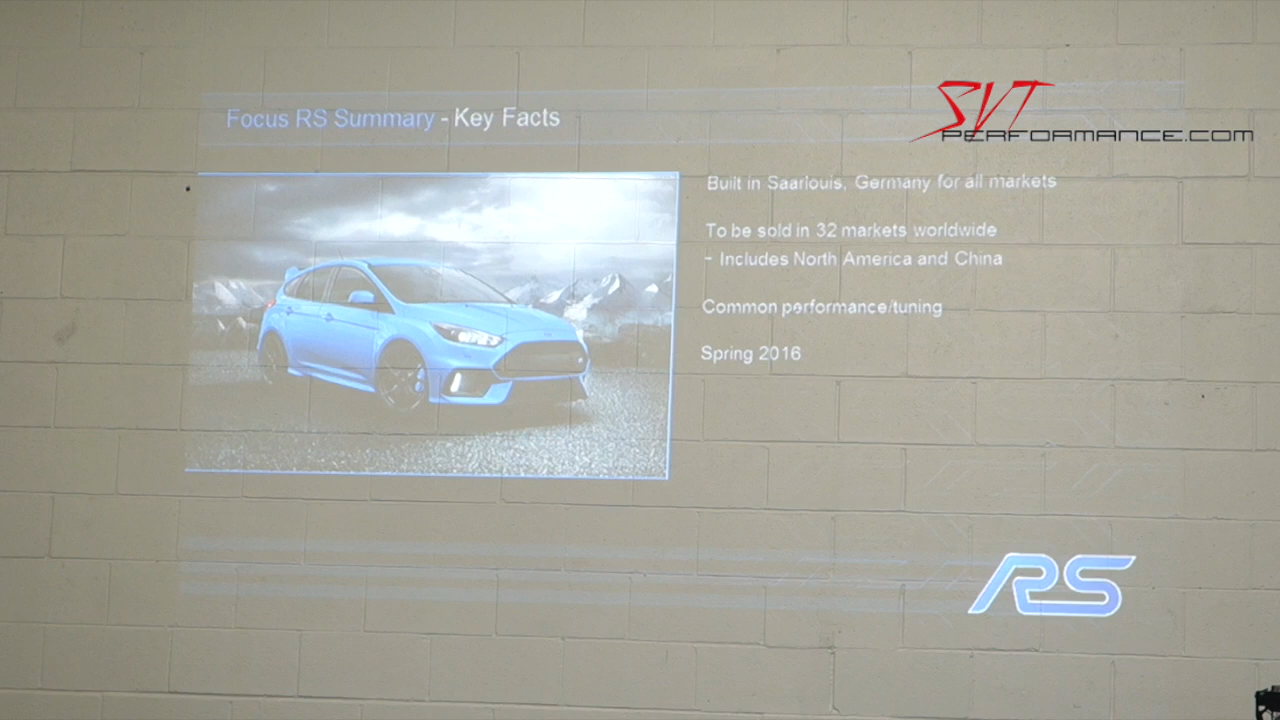 SVT
PERFORMANCE.COM
Focus RS Summary - Key Facts
Built in Saarlouis, Germany for all markets
To be sold in 32 markets worldwide
- Includes North America and China
Common performance/tuning
Spring 2016
RS